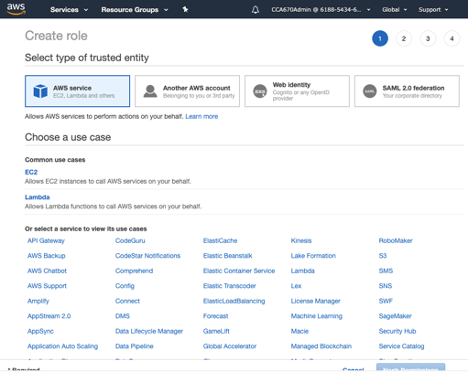 aws
Services
Resource Groups
CCA670Admin @ 6188-5434-6...
Global
Support
Create role
1
2
3
4
Select type of trusted entity
AWS service
EC2, Lambda and others
Another AWS account
Belonging to you or 3rd party
Web identity
Cognito or any OpenID
provider
SAML 2.0 federation
Your corporate directory
Allows AWS services to perform actions on your behalf. Learn more
Choose a use case
Common use cases
EC2
Allows EC2 instances to call AWS services on your behalf.
Lambda
Allows Lambda functions to call AWS services on your behalf.
Or select a service to view its use cases
API Gateway CodeGuru ElastiCache Kinesis RoboMaker
AWS Backup CodeStar Notifications Elastic Beanstalk Lake Formation S3
AWS Chatbot Comprehend Elastic Container Service Lambda SMS
AWS Support Config Elastic Transcoder Lex SNS
Amplify Connect ElasticLoadBalancing License Manager SWF
AppStream 2.0 DMS Forecast Machine Learning SageMaker
AppSync Data Lifecycle Manager GameLift Macie Security Hub
Application Auto Scaling Data Pipeline Global Accelerator Managed Blockchain Service Catalog
* Required
Cancel
Next: Permissions